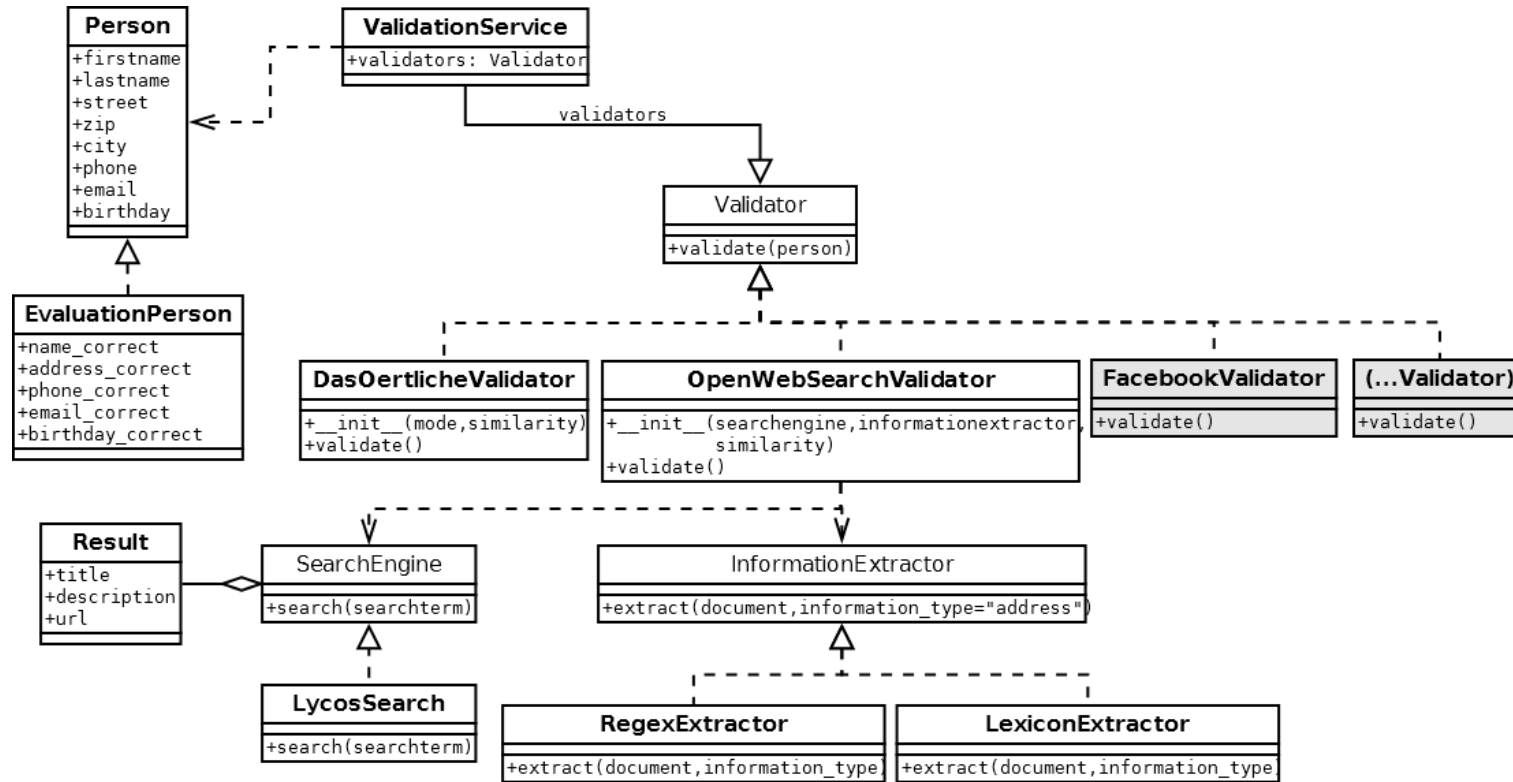 Person
+firstname
+lastname
+street
+zip
+city
+phone
+email
+birthday
ValidationService
+validators: Validator
validators
Validator
+validate(person)
EvaluationPerson
+name_correct
+address_correct
+phone_correct
+email_correct
+birthday_correct
DasOertlicheValidator
+__init__(mode,similarity)
+validate()
OpenWebSearchValidator
+__init__(searchengine,informationextractor,
similarity)
+validate()
FacebookValidator
+validate()
(...Validator)
+validate()
Result
+title
+description
+url
SearchEngine
+search(searchterm)
InformationExtractor
+extract(document,information_type="address")
LycosSearch
+search(searchterm)
RegexExtractor
+extract(document,information_type)
LexiconExtractor
+extract(document,information_type)